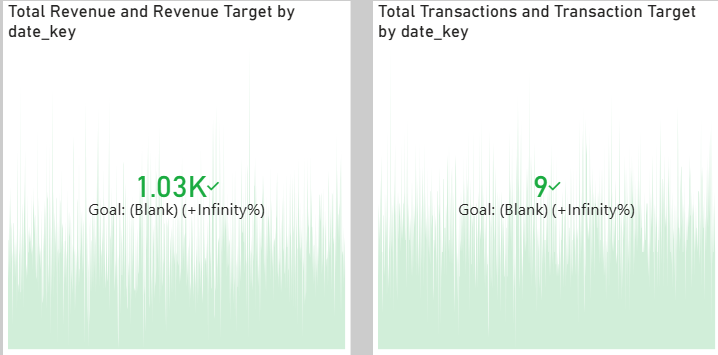 Total Revenue and Revenue Target by
date_key
1.03K
Goal: (Blank) (+Infinity%)
Total Transactions and Transaction Target
by date_key
9
Goal: (Blank) (+Infinity%)